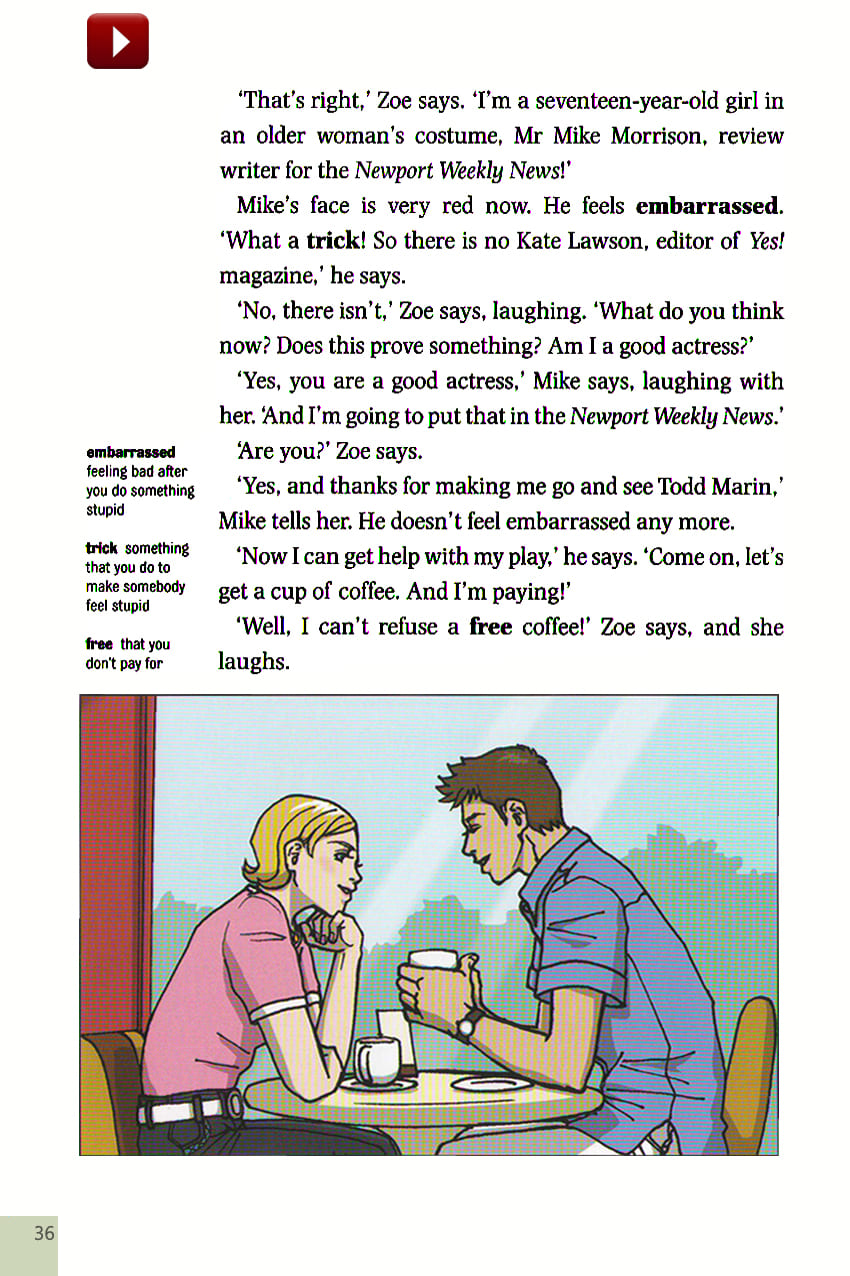 ‘That’s right,’ Zoe says. ‘I’m a seventeen-year-old girl in
an older woman’s costume, Mr Mike Morrison, review
writer for the Newport Weekly News!’
Mike’s face is very red now. He feels embarrassed.
‘What a trick! So there is no Kate Lawson, editor of Yes!
magazine,’ he says.
‘No, there isn’t,’ Zoe says, laughing. ‘What do you think
now? Does this prove something? Am I a good actress?’
‘Yes, you are a good actress,’ Mike says, laughing with
her. ‘And I’m going to put that in the Newport Weekly News.’
‘Are you?’ Zoe says.
‘Yes, and thanks for making me go and see Todd Marin,’
Mike tells her. He doesn’t feel embarrassed any more.
‘Now I can get help with my play,’ he says. ‘Come on, let’s
get a cup of coffee. And I’m paying!’
‘Well, I can’t refuse a free coffee!’ Zoe says, and she
laughs.
embarrassed
feeling bad after
you do something
stupid
trick something
that you do to
make somebody
feel stupid
free that you
don’t pay for
36